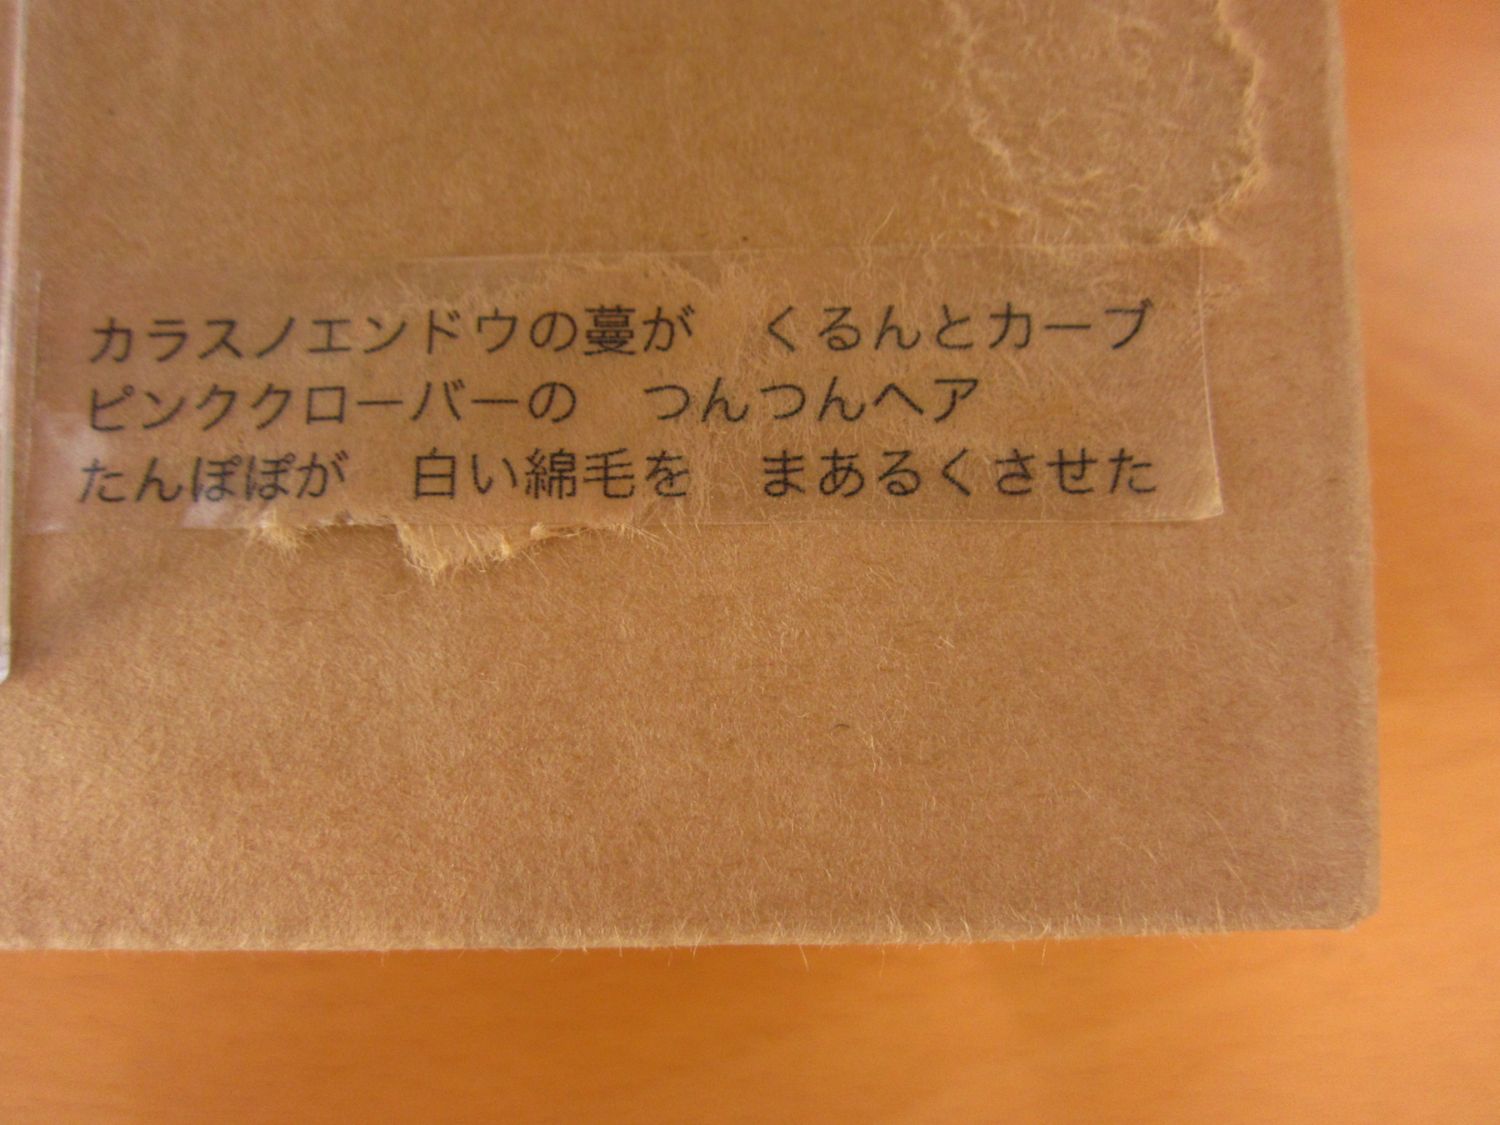 カラスノエンドウの蔓が　くるんとカーブ
ピンククローバーの　つんつんヘア
たんぽぽが　白い綿毛を　まあるくさせた